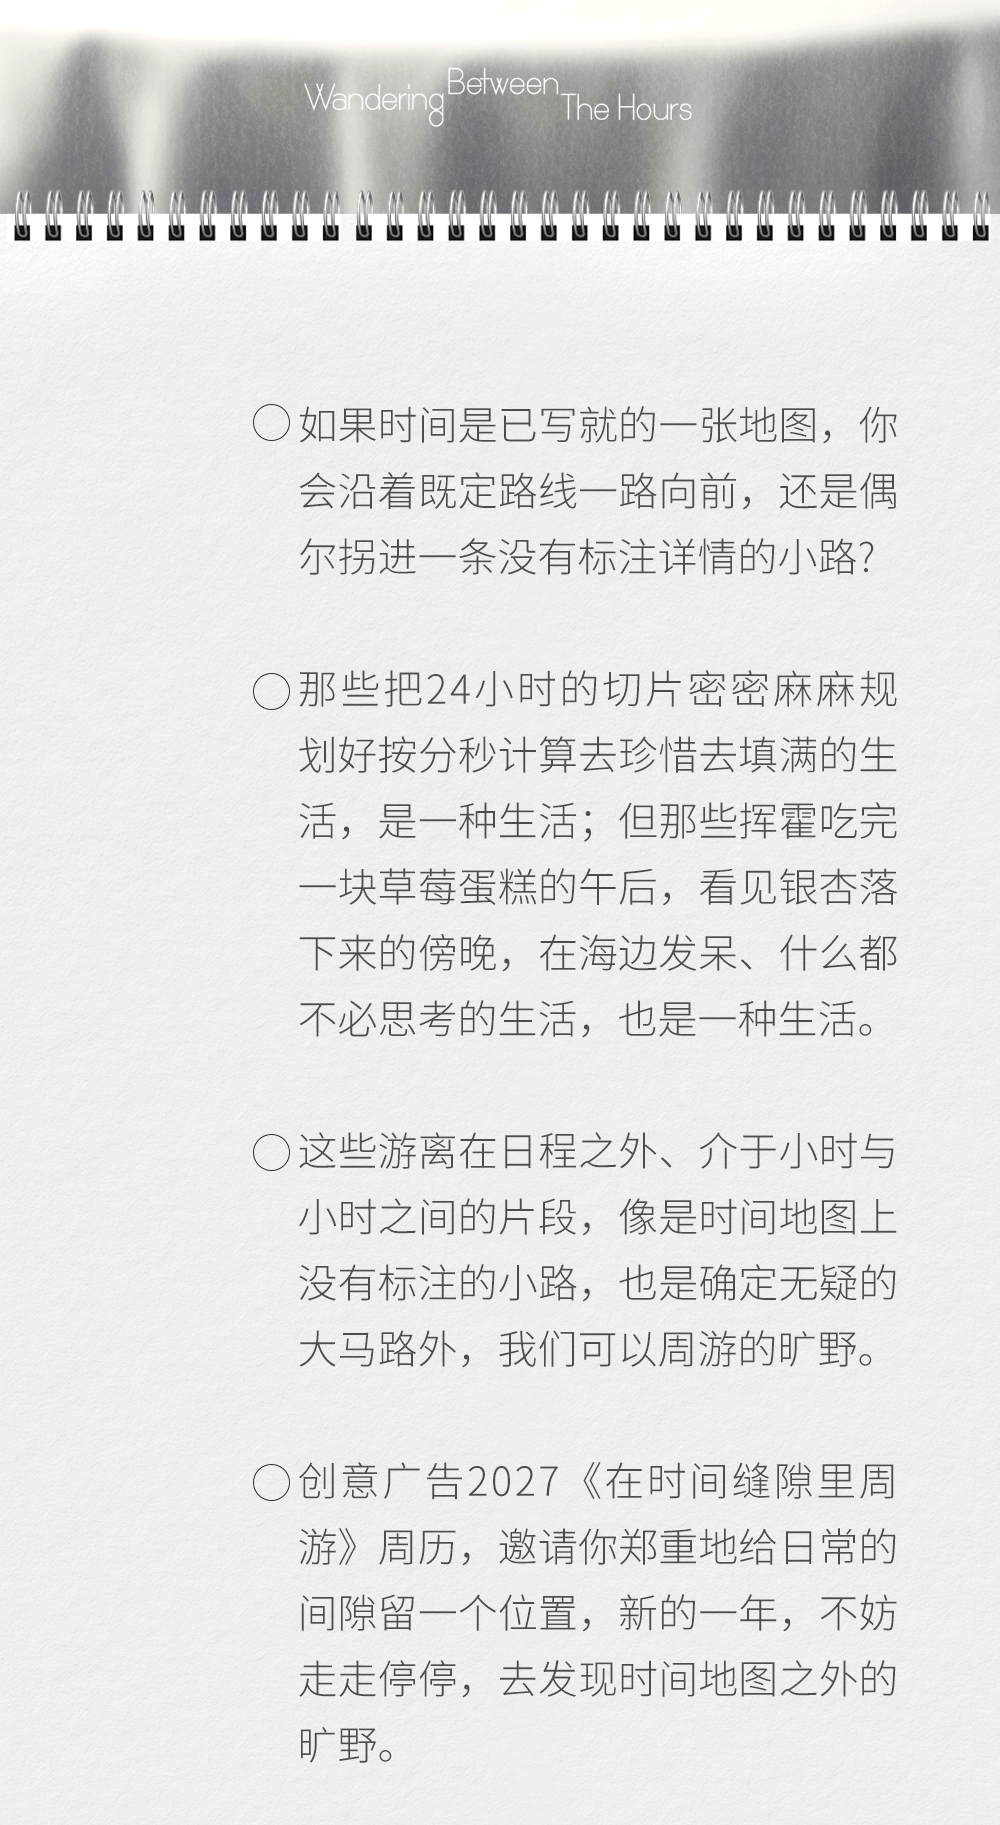 Wandering Between The Hours
○如果时间是已写就的一张地图，你
会沿着既定路线一路向前，还是偶
尔拐进一条没有标注详情的小路？
○那些把24小时的切片密密麻麻规
划好按分秒计算去珍惜去填满的生
活，是一种生活；但那些挥霍吃完
一块草莓蛋糕的午后，看见银杏落
下来的傍晚，在海边发呆、什么都
不必思考的生活，也是一种生活。
○这些游离在日程之外、介于小时与
小时之间的片段，像是时间地图上
没有标注的小路，也是确定无疑的
大马路外，我们可以周游的旷野。
○创意广告2027《在时间缝隙里周
游》周历，邀请你郑重地给日常的
间隙留一个位置，新的一年，不妨
走走停停，去发现时间地图之外的
旷野。